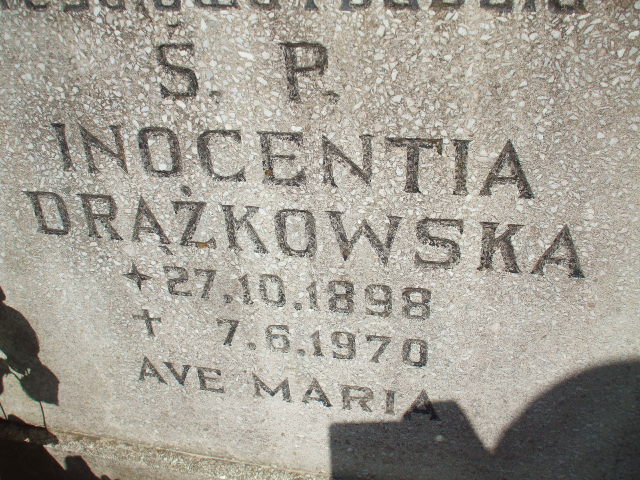 Ś. P.
INOCENTIA
DRĄŻKOWSKA
27.10.1898
7.6.1970
AVE MARIA